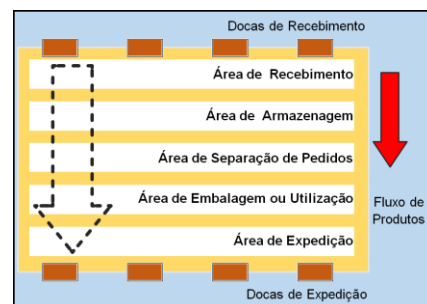 Docas de Recebimento
Área de Recebimento
Área de Armazenagem
Área de Separação de Pedidos
Área de Embalagem ou Utilização
Área de Expedição
Fluxo de
Produtos
Docas de Expedição